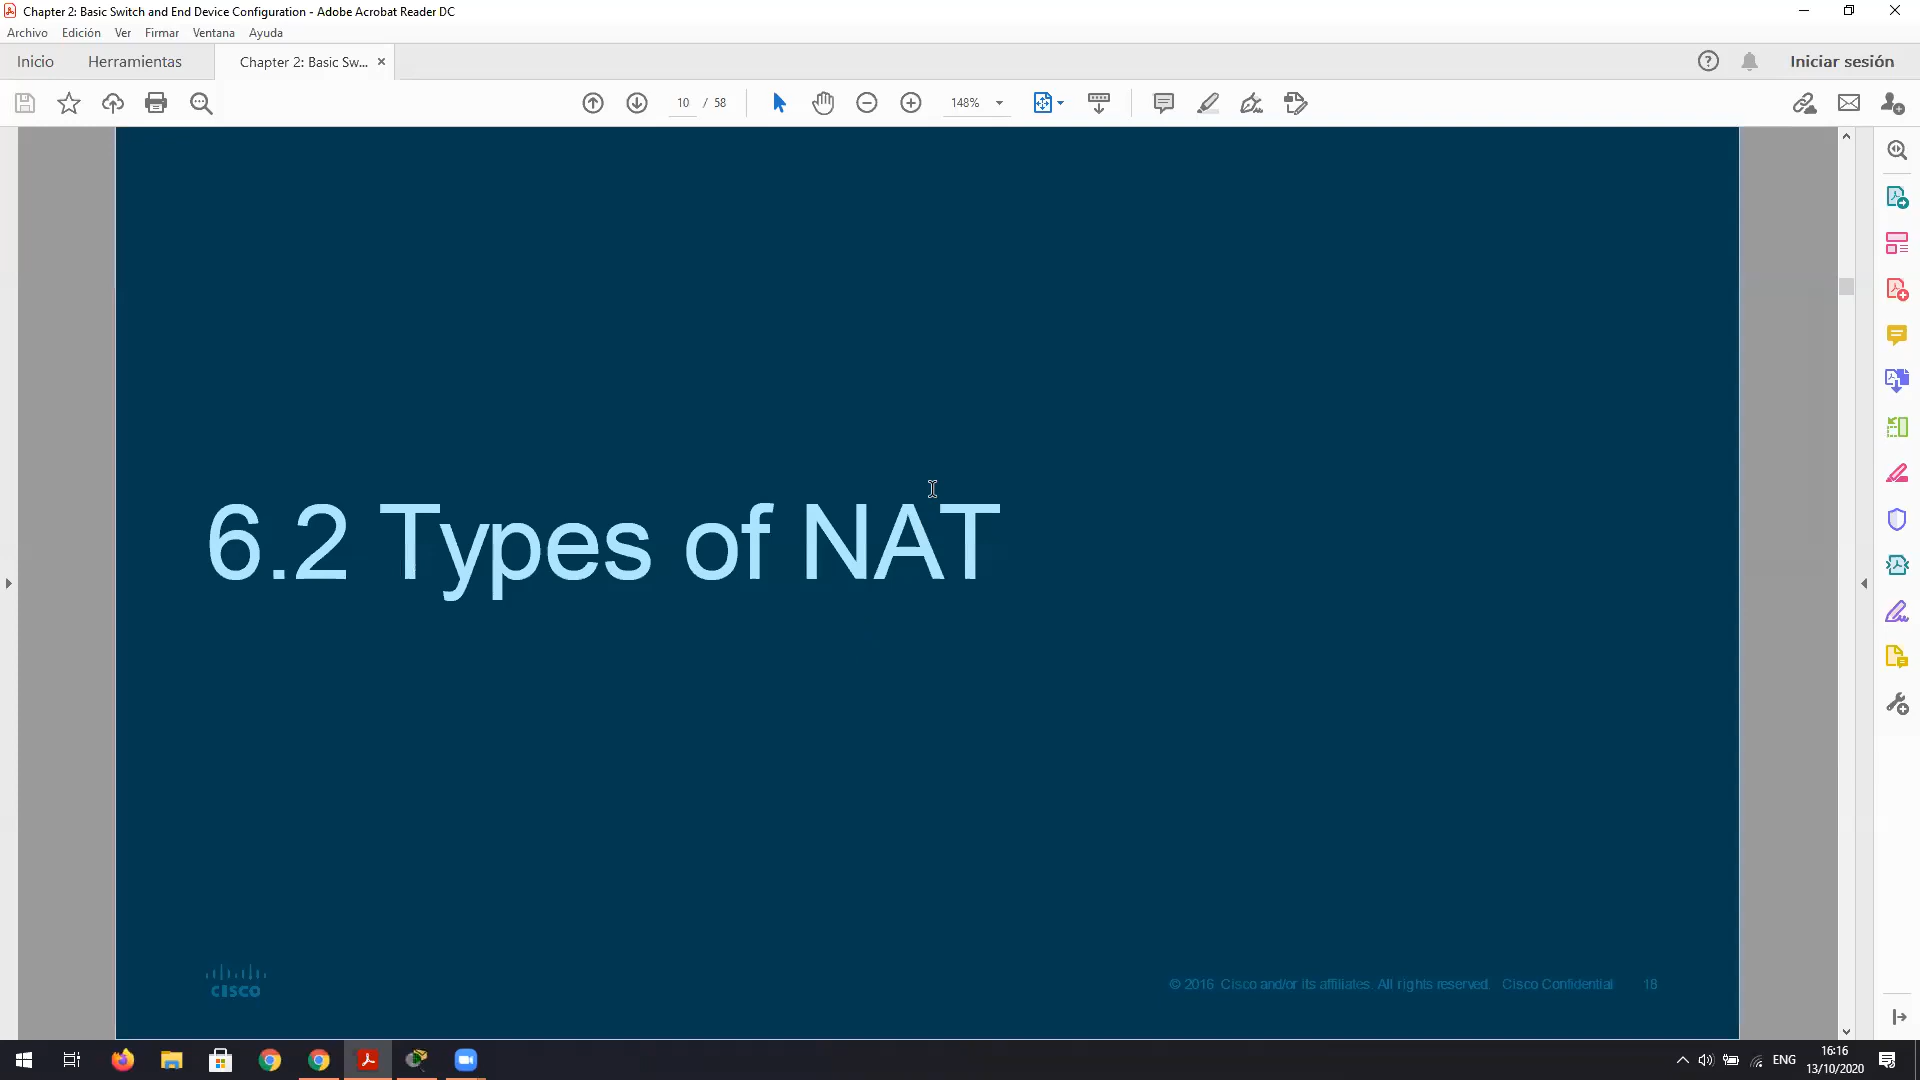 Chapter 2: Basic Switch and End Device Configuration - Adobe Acrobat Reader DC
Archivo Edición Ver Firmar Ventana Ayuda
Inicio Herramientas Chapter 2: Basic Sw... Iniciar sesión
10 / 58 148%
6.2 Types of NAT
CISCO © 2016 Cisco and/or its affiliates. All rights reserved. Cisco Confidential 18
ENG 16:16
13/10/2020